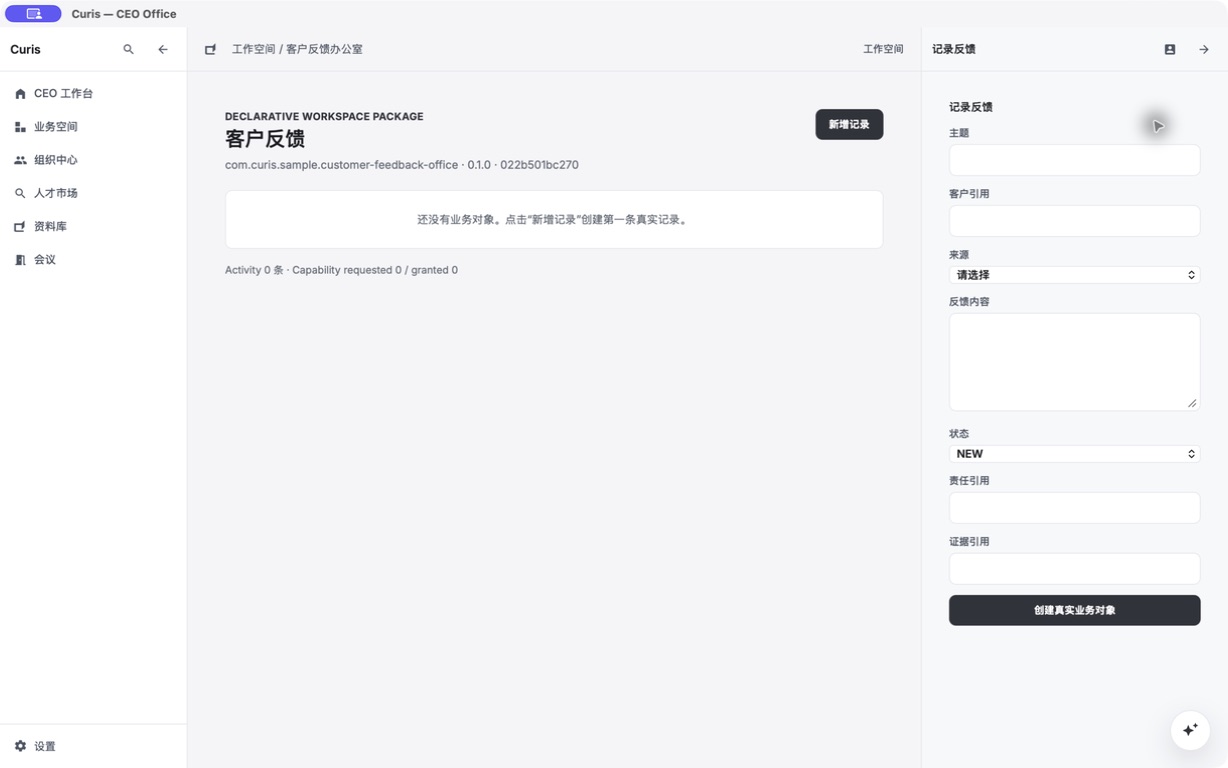 Curis — CEO Office
Curis
CEO 工作台
业务空间
组织中心
人才市场
资料库
会议
设置
工作空间 / 客户反馈办公室
工作空间
DECLARATIVE WORKSPACE PACKAGE
客户反馈
com.curis.sample.customer-feedback-office · 0.1.0 · 022b501bc270
新增记录
还没有业务对象。点击“新增记录”创建第一条真实记录。
Activity 0 条 · Capability requested 0 / granted 0
记录反馈
记录反馈
主题
客户引用
来源
请选择
反馈内容
状态
NEW
责任引用
证据引用
创建真实业务对象